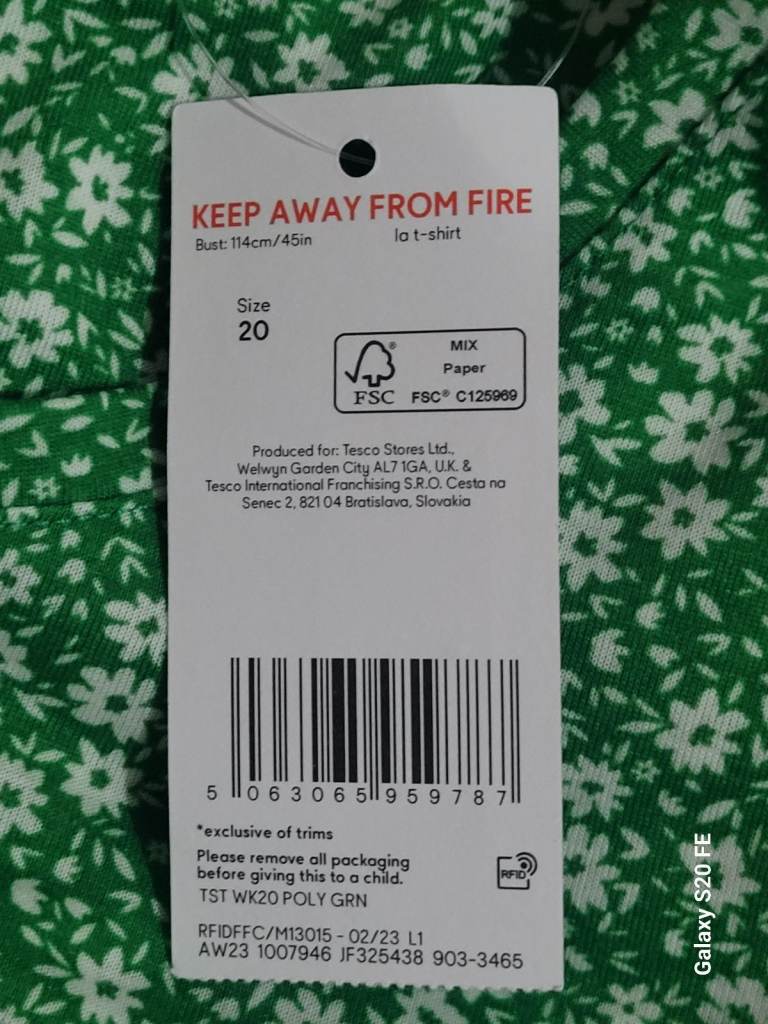 KEEP AWAY FROM FIRE
Bust: 114cm/45in la t-shirt
Size
20
MIX
Paper
FSC® C125969
®
FSC
Produced for: Tesco Stores Ltd.,
Welwyn Garden City AL7 1GA, U.K. &
Tesco International Franchising S.R.O. Cesta na
Senec 2, 821 04 Bratislava, Slovakia
5 063065 959787
*exclusive of trims
Please remove all packaging
before giving this to a child.
RFID
TST WK20 POLY GRN
RFIDFFC/M13015 - 02/23 L1
AW23 1007946 JF325438 903-3465
Galaxy S20 FE